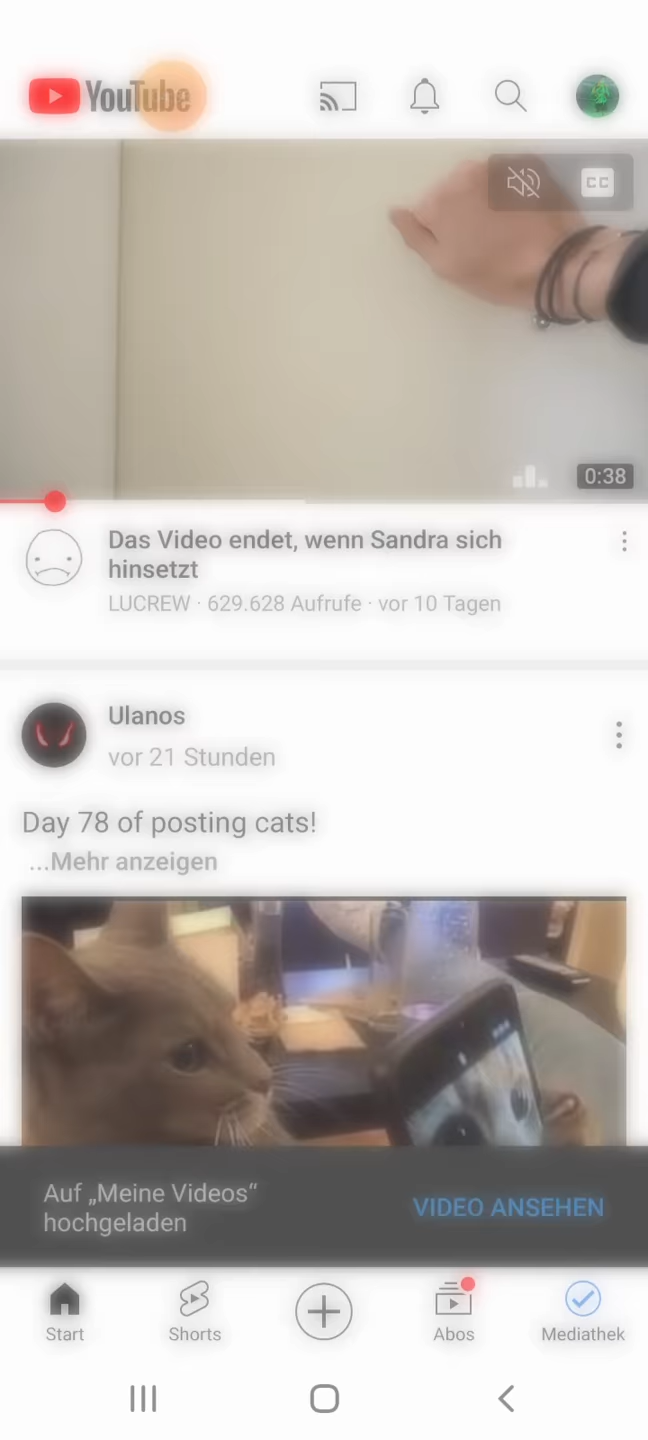 YouTube
CC
0:38
Das Video endet, wenn Sandra sich
hinsetzt
LUCREW · 629.628 Aufrufe · vor 10 Tagen
Ulanos
vor 21 Stunden
Day 78 of posting cats!
...Mehr anzeigen
Auf „Meine Videos“
hochgeladen
VIDEO ANSEHEN
Start
Shorts
Abos
Mediathek